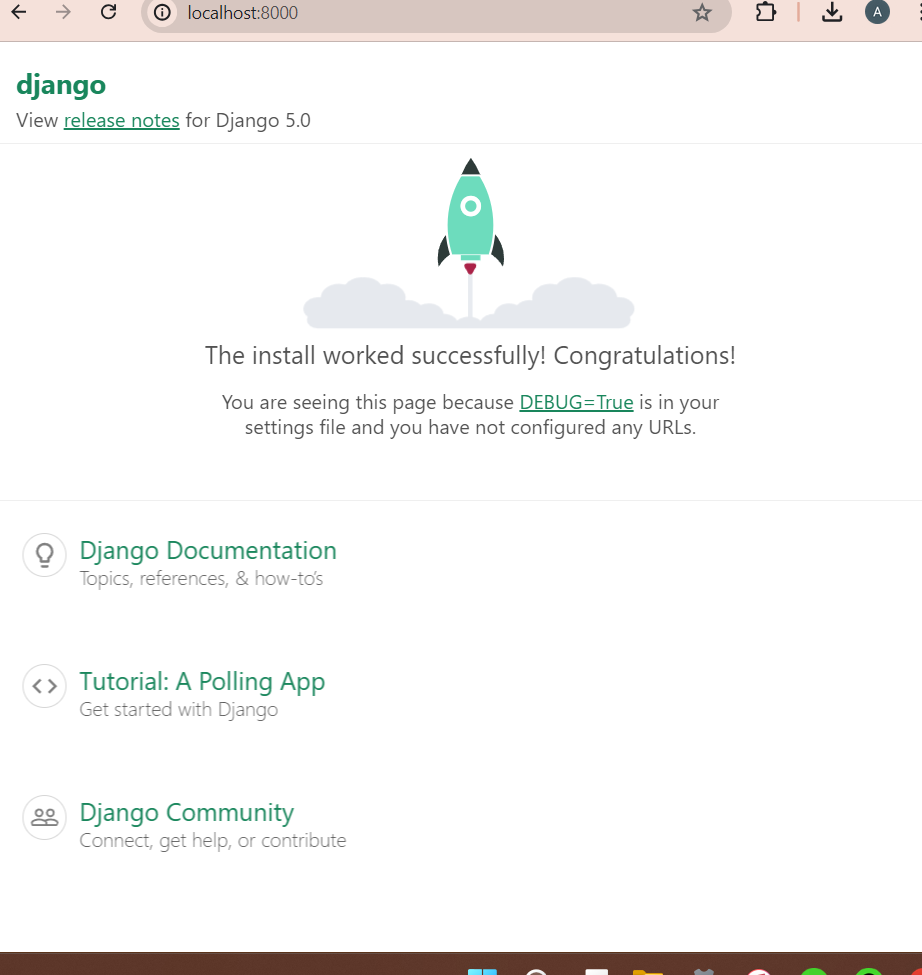 localhost:8000
A
django
View release notes for Django 5.0
The install worked successfully! Congratulations!
You are seeing this page because DEBUG=True is in your
settings file and you have not configured any URLs.
Django Documentation
Topics, references, & how-to’s
Tutorial: A Polling App
Get started with Django
Django Community
Connect, get help, or contribute